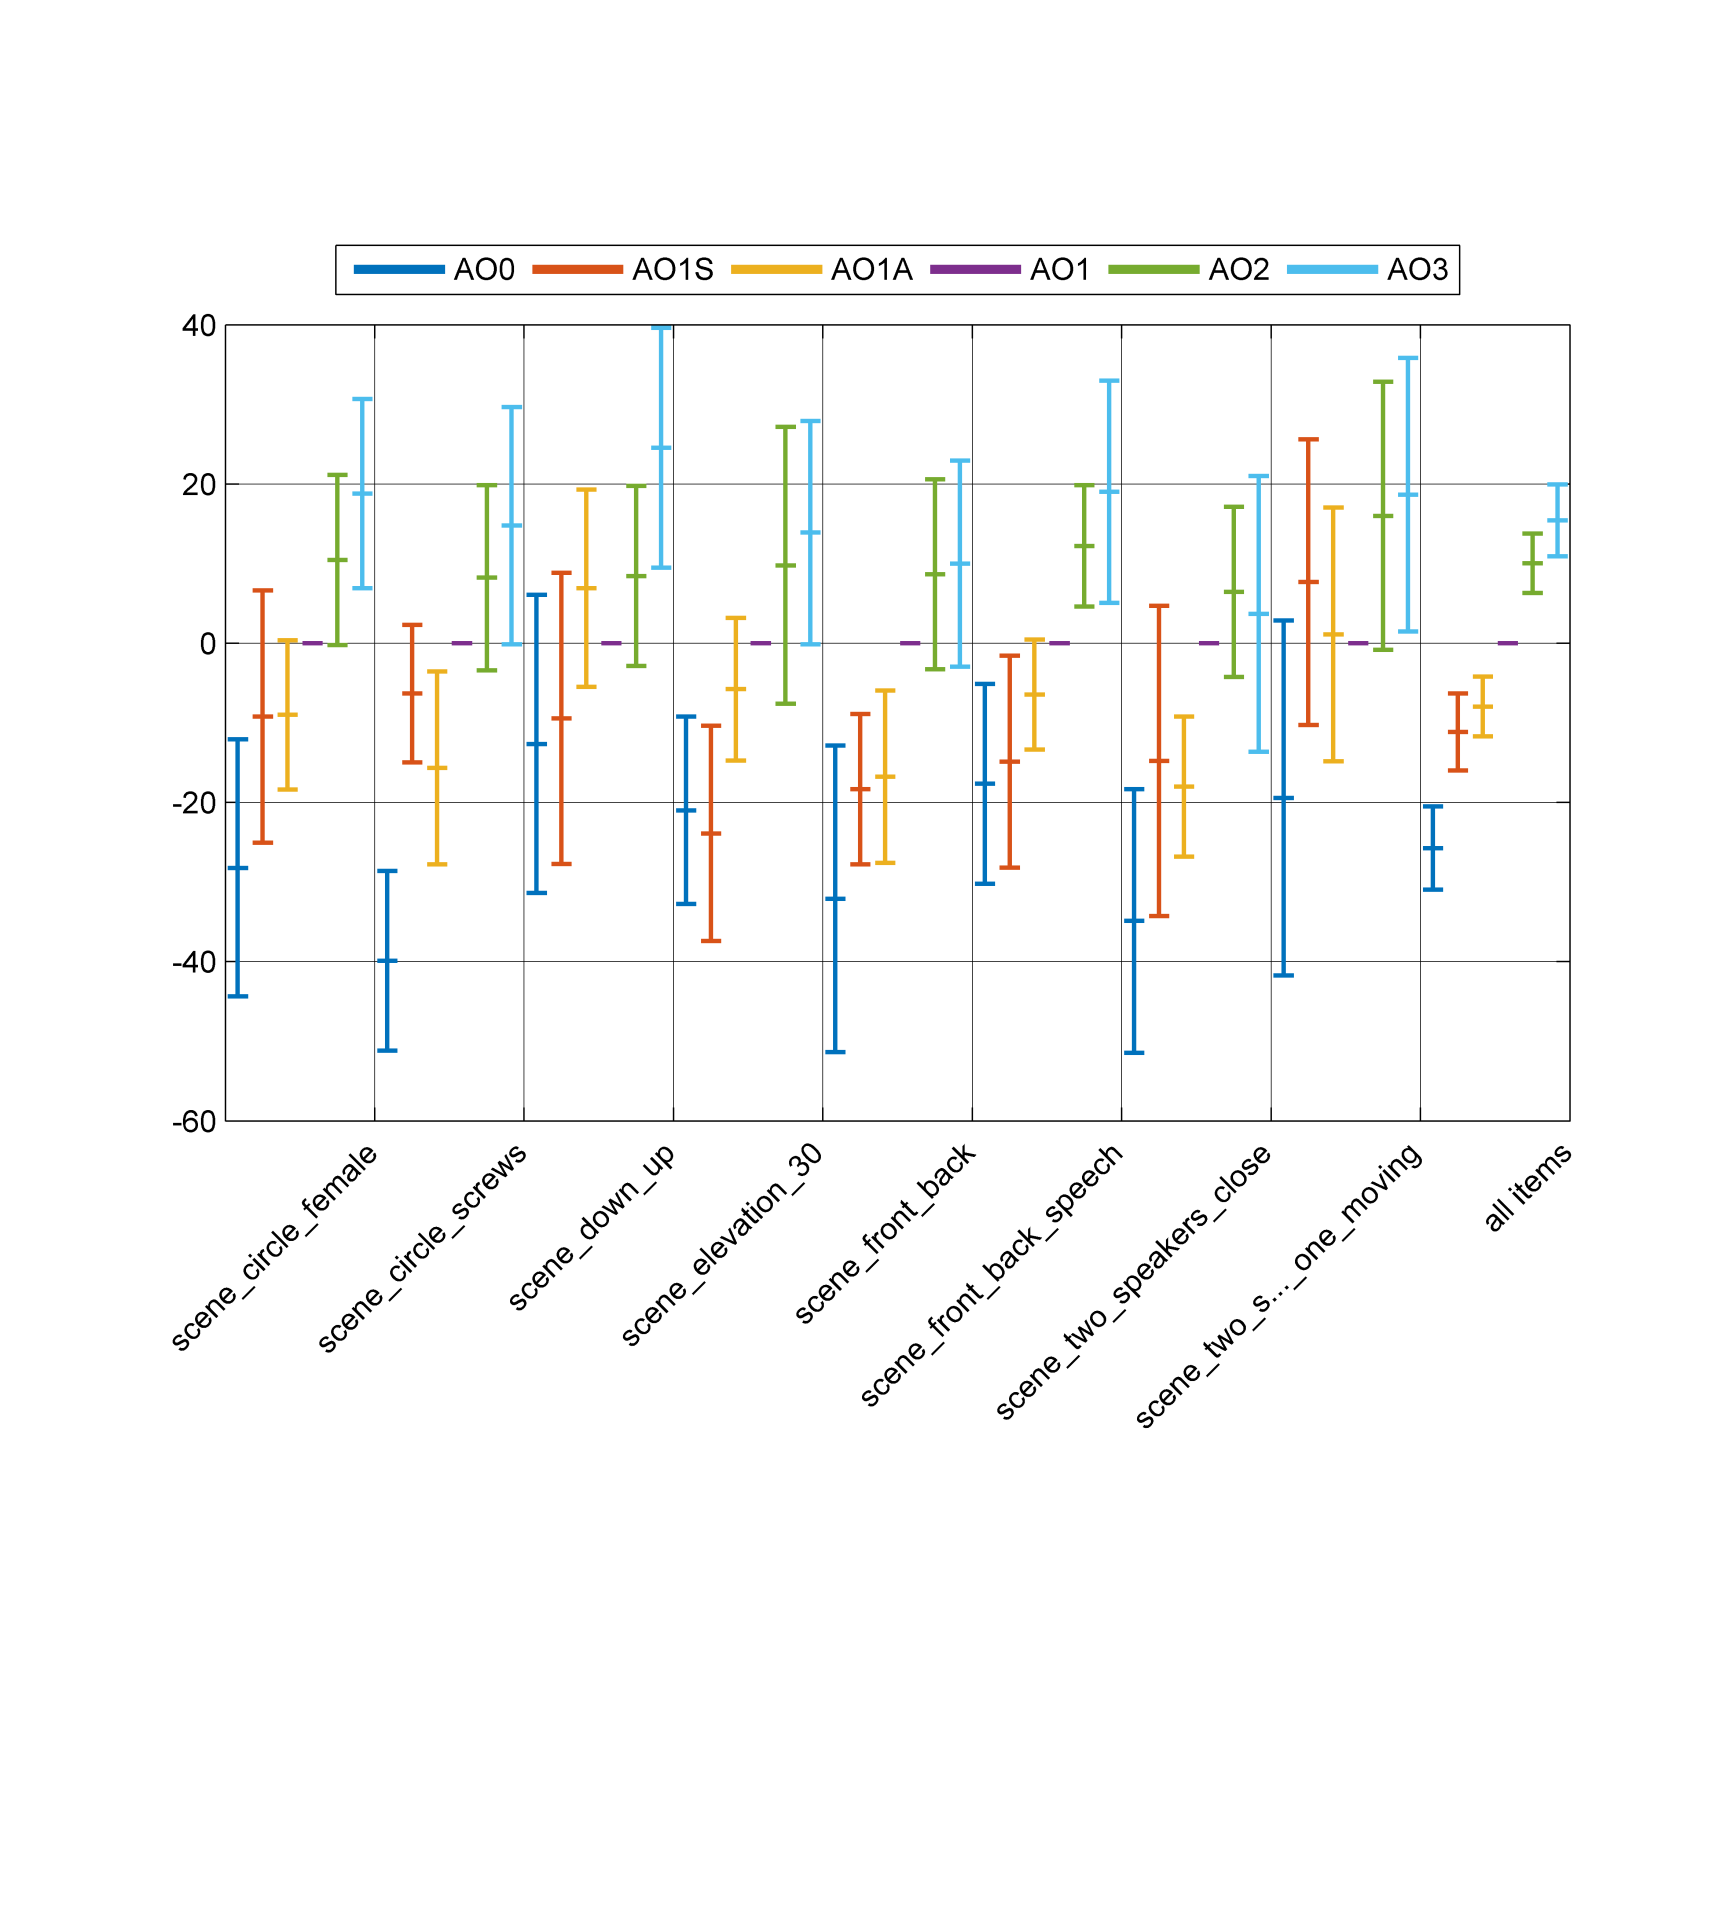 AO0 AO1S AO1A AO1 AO2 AO3
40
20
0
-20
-40
-60
scene_circle_female
scene_circle_screws
scene_down_up
scene_elevation_30
scene_front_back
scene_front_back_speech
scene_two_speakers_close
scene_two_s..._one_moving
all items